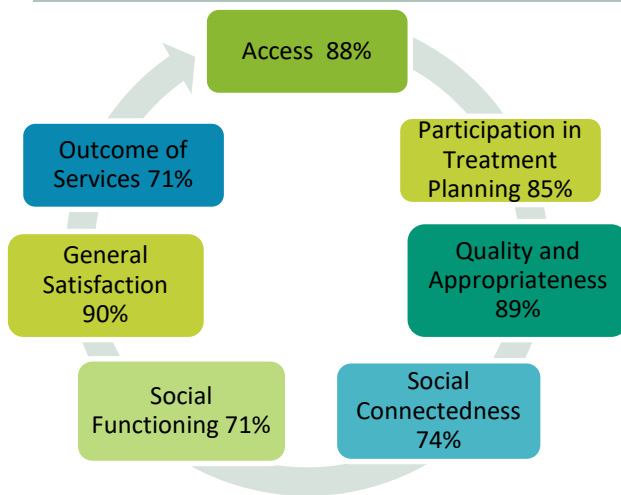 Access 88%
Participation in
Treatment
Planning 85%
Quality and
Appropriateness
89%
Social
Connectedness
74%
Social
Functioning 71%
General
Satisfaction
90%
Outcome of
Services 71%